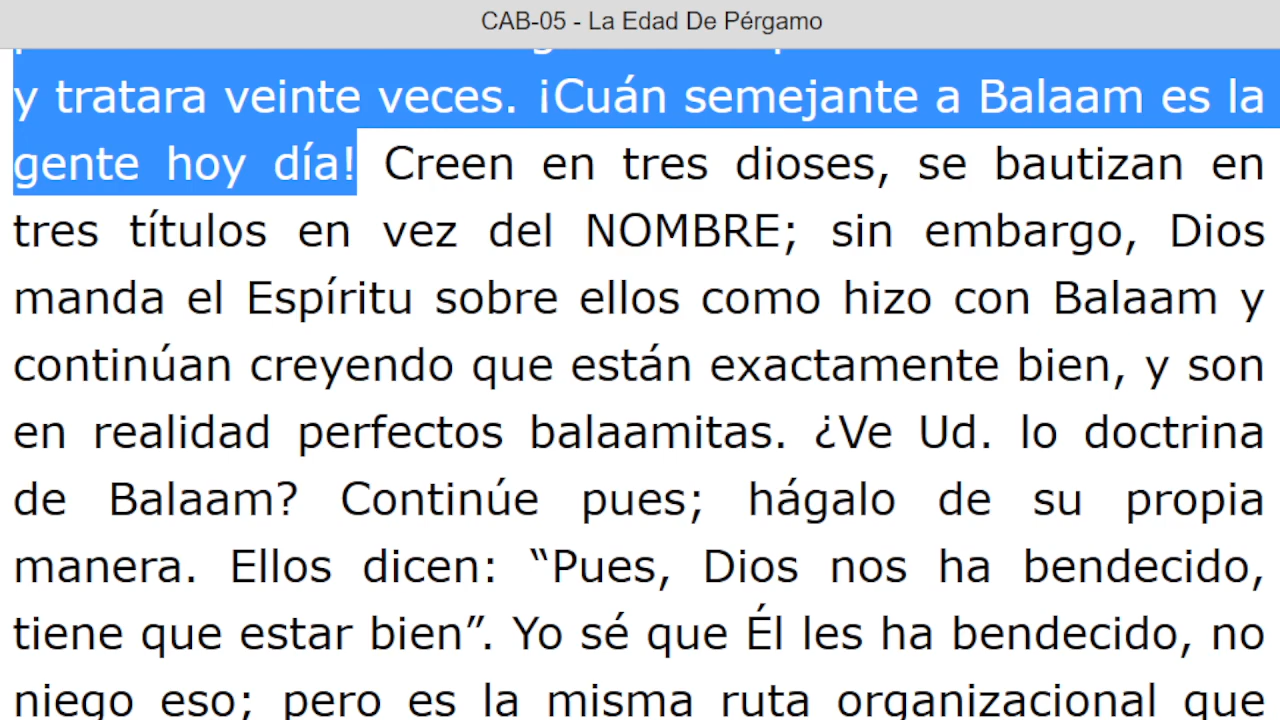 CAB-05 - La Edad De Pérgamo
y tratara veinte veces. ¡Cuán semejante a Balaam es la
gente hoy día! Creen en tres dioses, se bautizan en
tres títulos en vez del NOMBRE; sin embargo, Dios
manda el Espíritu sobre ellos como hizo con Balaam y
continúan creyendo que están exactamente bien, y son
en realidad perfectos balaamitas. ¿Ve Ud. lo doctrina
de Balaam? Continúe pues; hágalo de su propia
manera. Ellos dicen: “Pues, Dios nos ha bendecido,
tiene que estar bien”. Yo sé que Él les ha bendecido, no
niego eso; pero es la misma ruta organizacional que